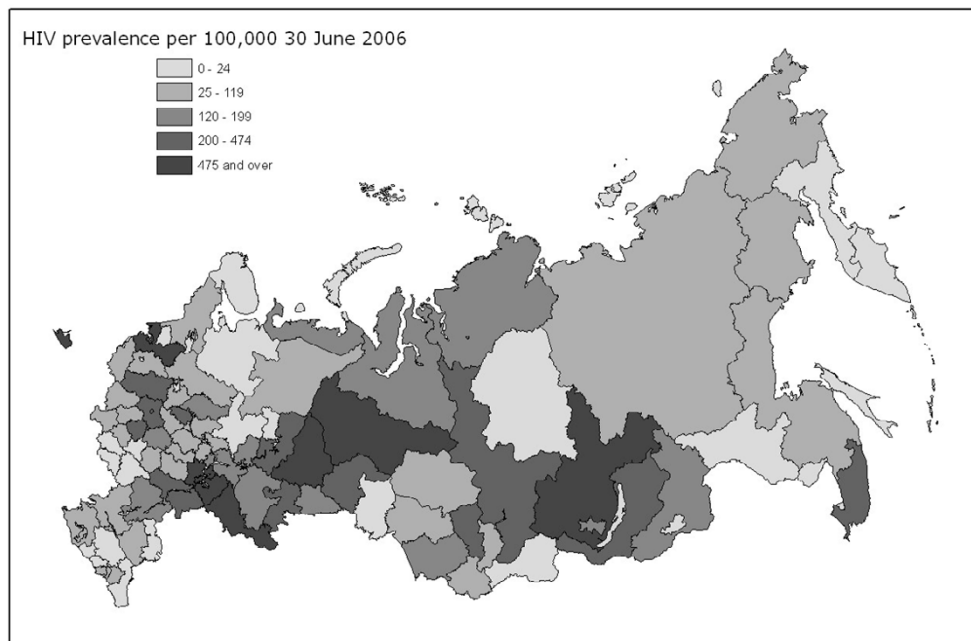 HIV prevalence per 100,000 30 June 2006
0 - 24
25 - 119
120 - 199
200 - 474
475 and over